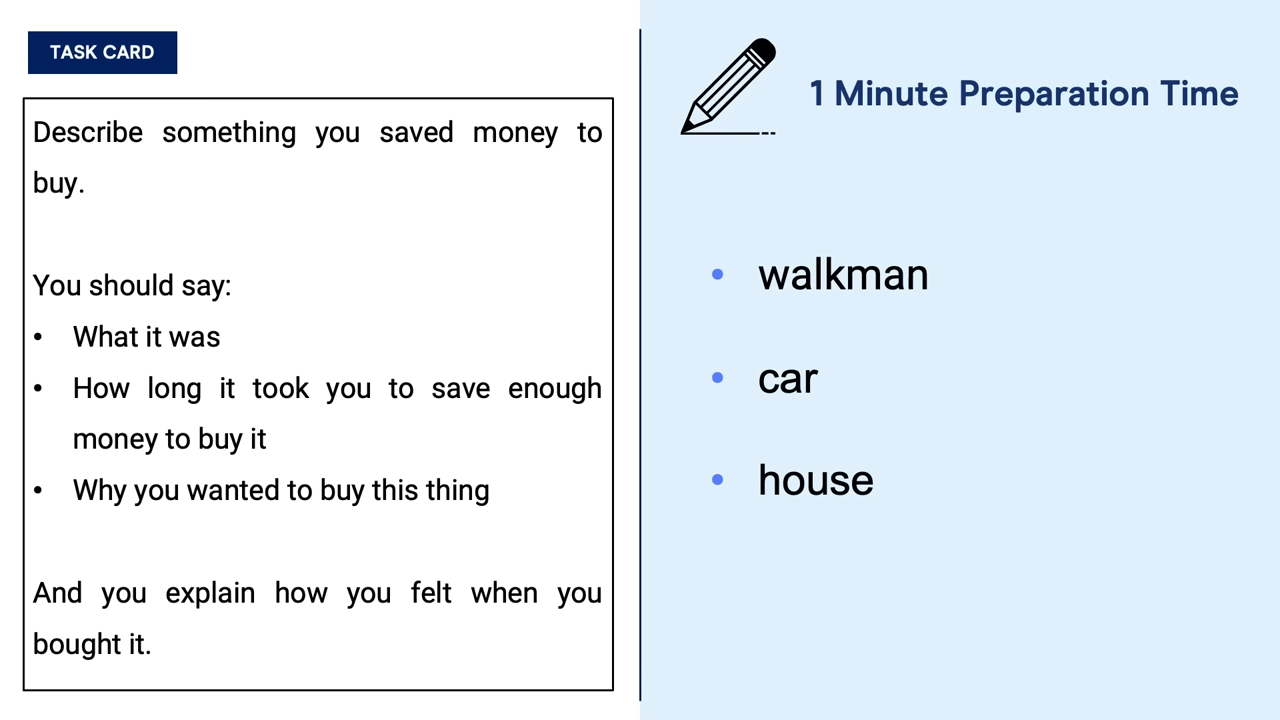 TASK CARD
Describe something you saved money to
buy.
You should say:
• What it was
• How long it took you to save enough
money to buy it
• Why you wanted to buy this thing
And you explain how you felt when you
bought it.
1 Minute Preparation Time
• walkman
• car
• house